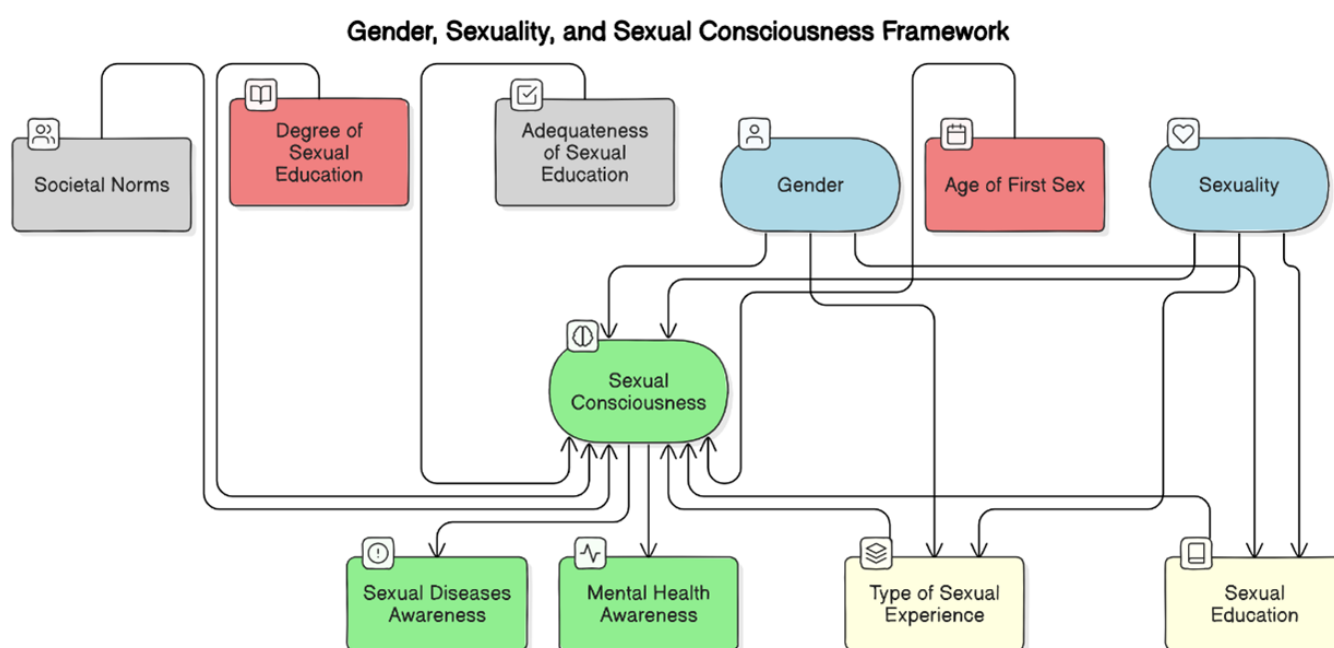 Gender, Sexuality, and Sexual Consciousness Framework
Societal Norms
Degree of
Sexual
Education
Adequateness
of Sexual
Education
Gender
Age of First Sex
Sexuality
Sexual
Consciousness
Sexual Diseases
Awareness
Mental Health
Awareness
Type of Sexual
Experience
Sexual
Education